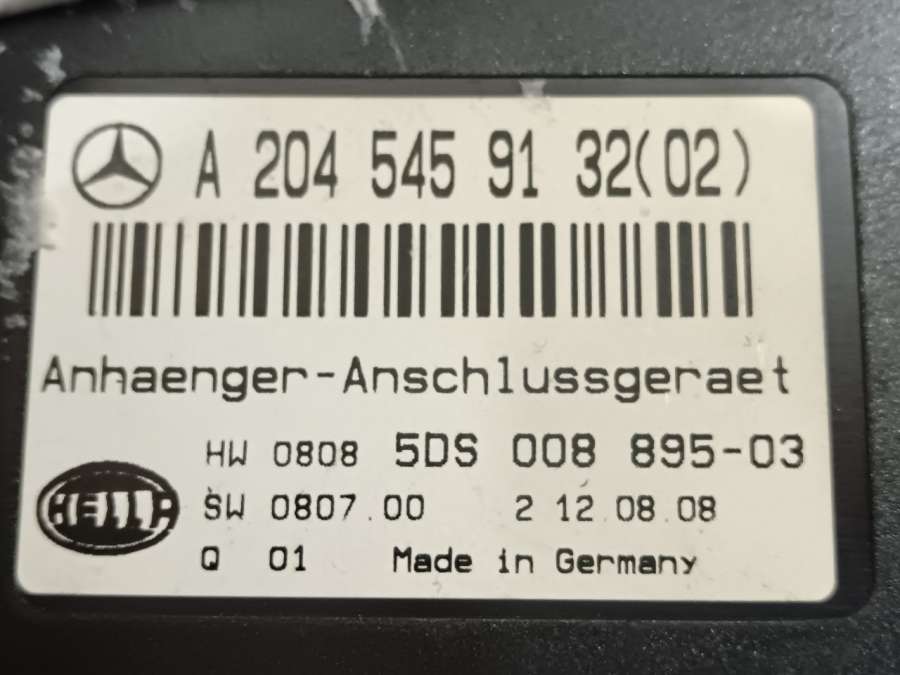 A 204 545 91 32(02)
Anhaenger-Anschlussgeraet
HW 0808 5DS 008 895-03
HELLA SW 0807.00 2 12.08.08
Q 01 Made in Germany